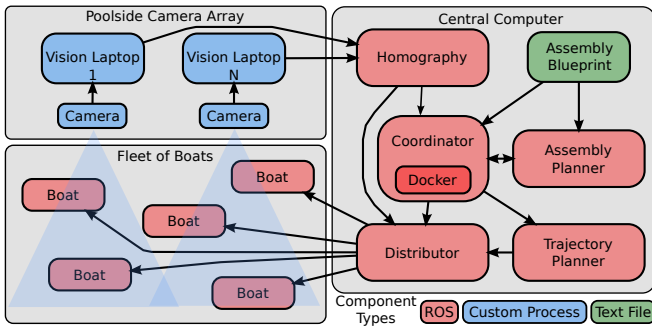 Poolside Camera Array
Vision Laptop
1
Vision Laptop
N
Camera
Camera
Fleet of Boats
Boat
Boat
Boat
Boat
Boat
Central Computer
Homography
Assembly
Blueprint
Coordinator
Docker
Assembly
Planner
Distributor
Trajectory
Planner
Component
Types
ROS
Custom Process
Text File